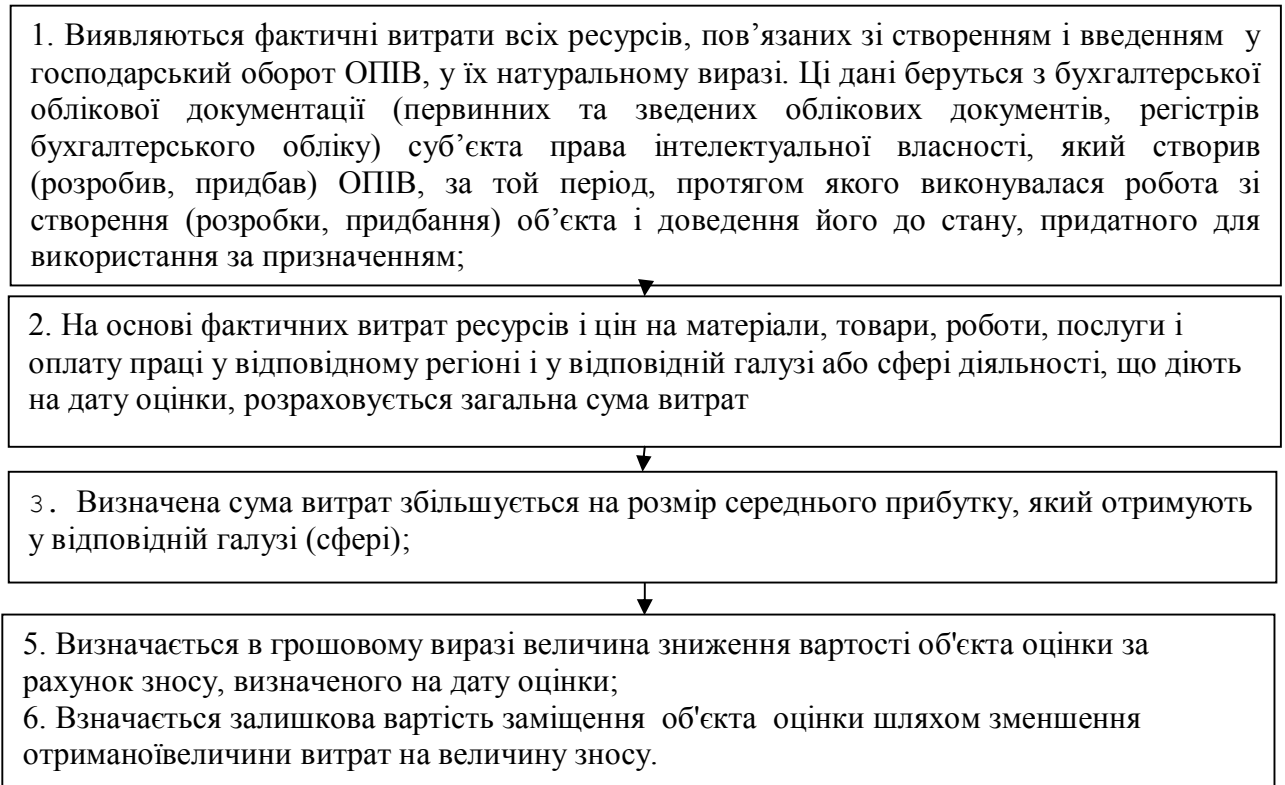 1. Виявляються фактичні витрати всіх ресурсів, пов’язаних зі створенням і введенням у
господарський оборот ОПІВ, у їх натуральному виразі. Ці дані беруться з бухгалтерської
облікової документації (первинних та зведених облікових документів, регістрів
бухгалтерського обліку) суб’єкта права інтелектуальної власності, який створив
(розробив, придбав) ОПІВ, за той період, протягом якого виконувалася робота зі
створення (розробки, придбання) об’єкта і доведення його до стану, придатного для
використання за призначенням;
2. На основі фактичних витрат ресурсів і цін на матеріали, товари, роботи, послуги і
оплату праці у відповідному регіоні і у відповідній галузі або сфері діяльності, що діють
на дату оцінки, розраховується загальна сума витрат
3. Визначена сума витрат збільшується на розмір середнього прибутку, який отримують
у відповідній галузі (сфері);
5. Визначається в грошовому виразі величина зниження вартості об'єкта оцінки за
рахунок зносу, визначеного на дату оцінки;
6. Взначається залишкова вартість заміщення об'єкта оцінки шляхом зменшення
отриманоївеличини витрат на величину зносу.